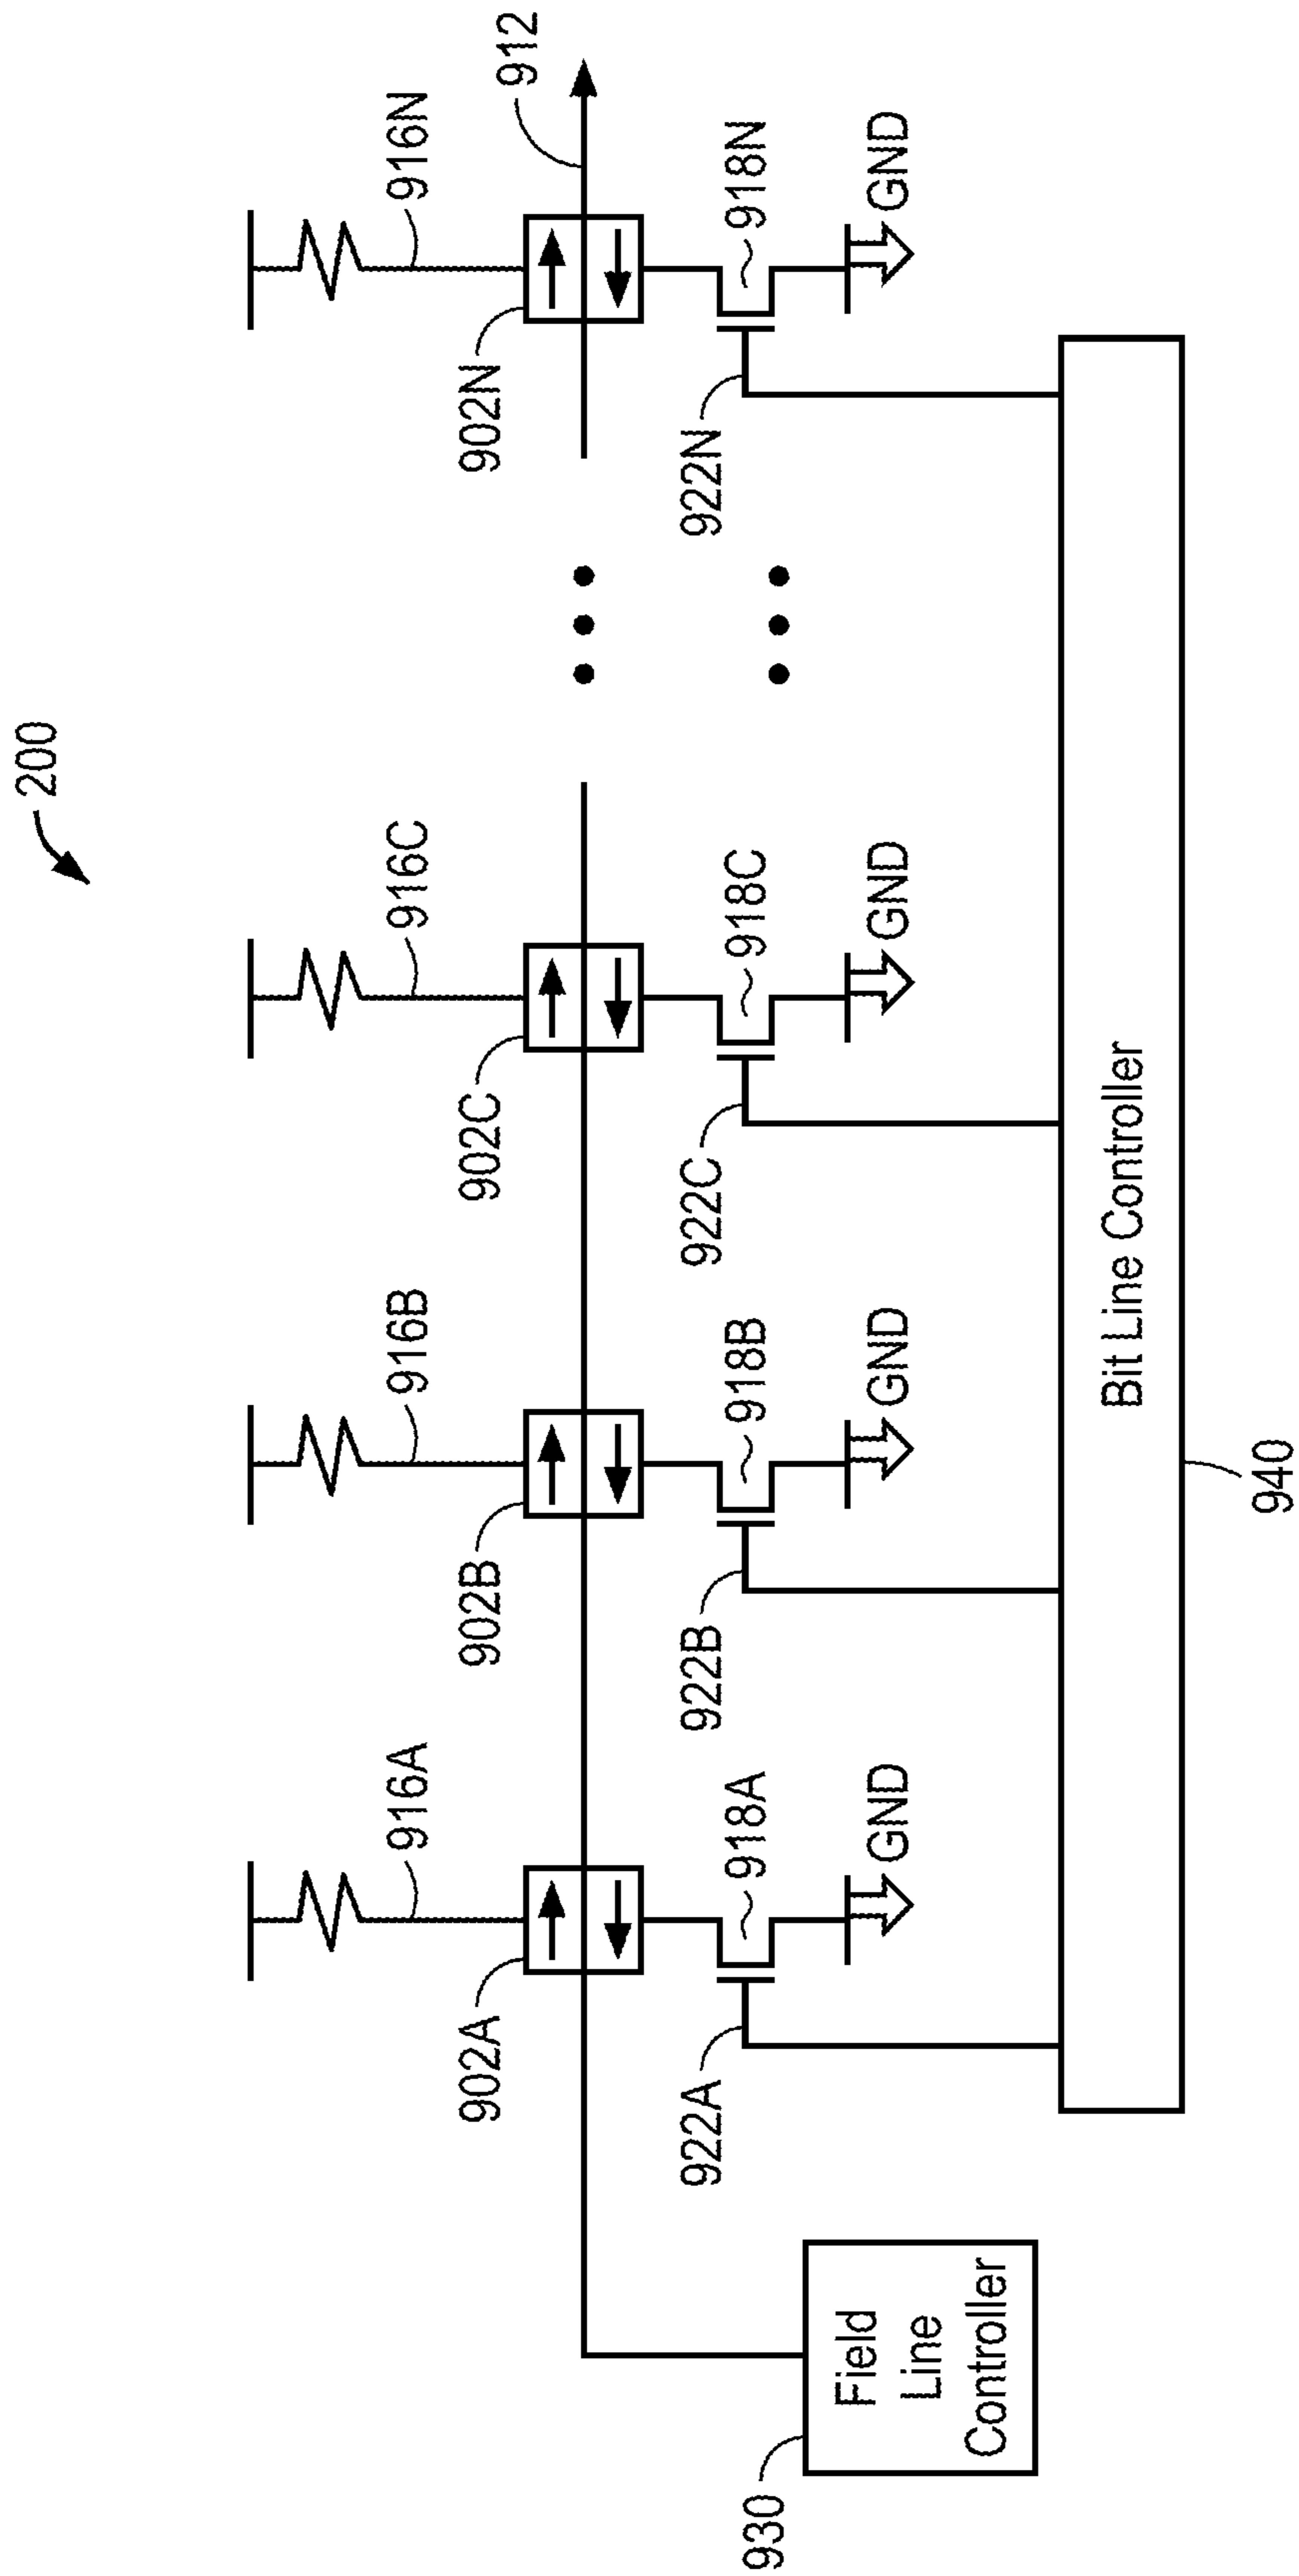 200
916A
916B
916C
916N
912
902A
902B
902C
902N
918A
918B
918C
918N
922A
922B
922C
922N
GND
GND
GND
GND
930
Field
Line
Controller
Bit Line Controller
940